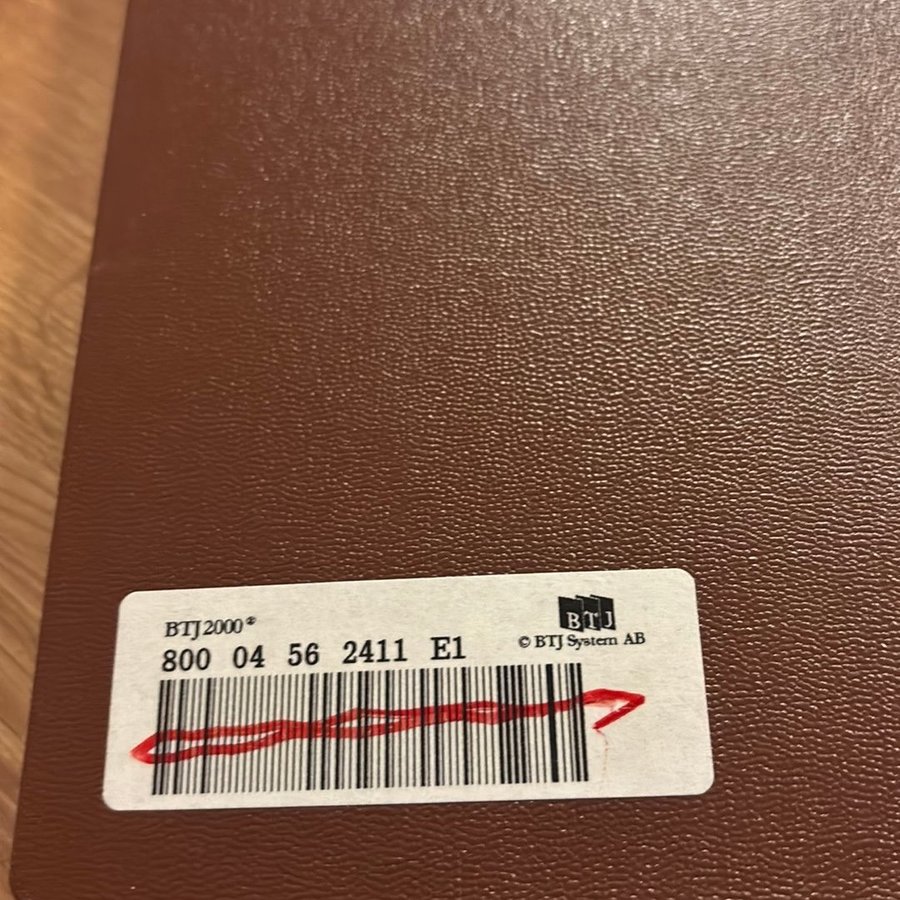 BTJ2000®
800 04 56 2411 E1
BTJ
© BTJ System AB